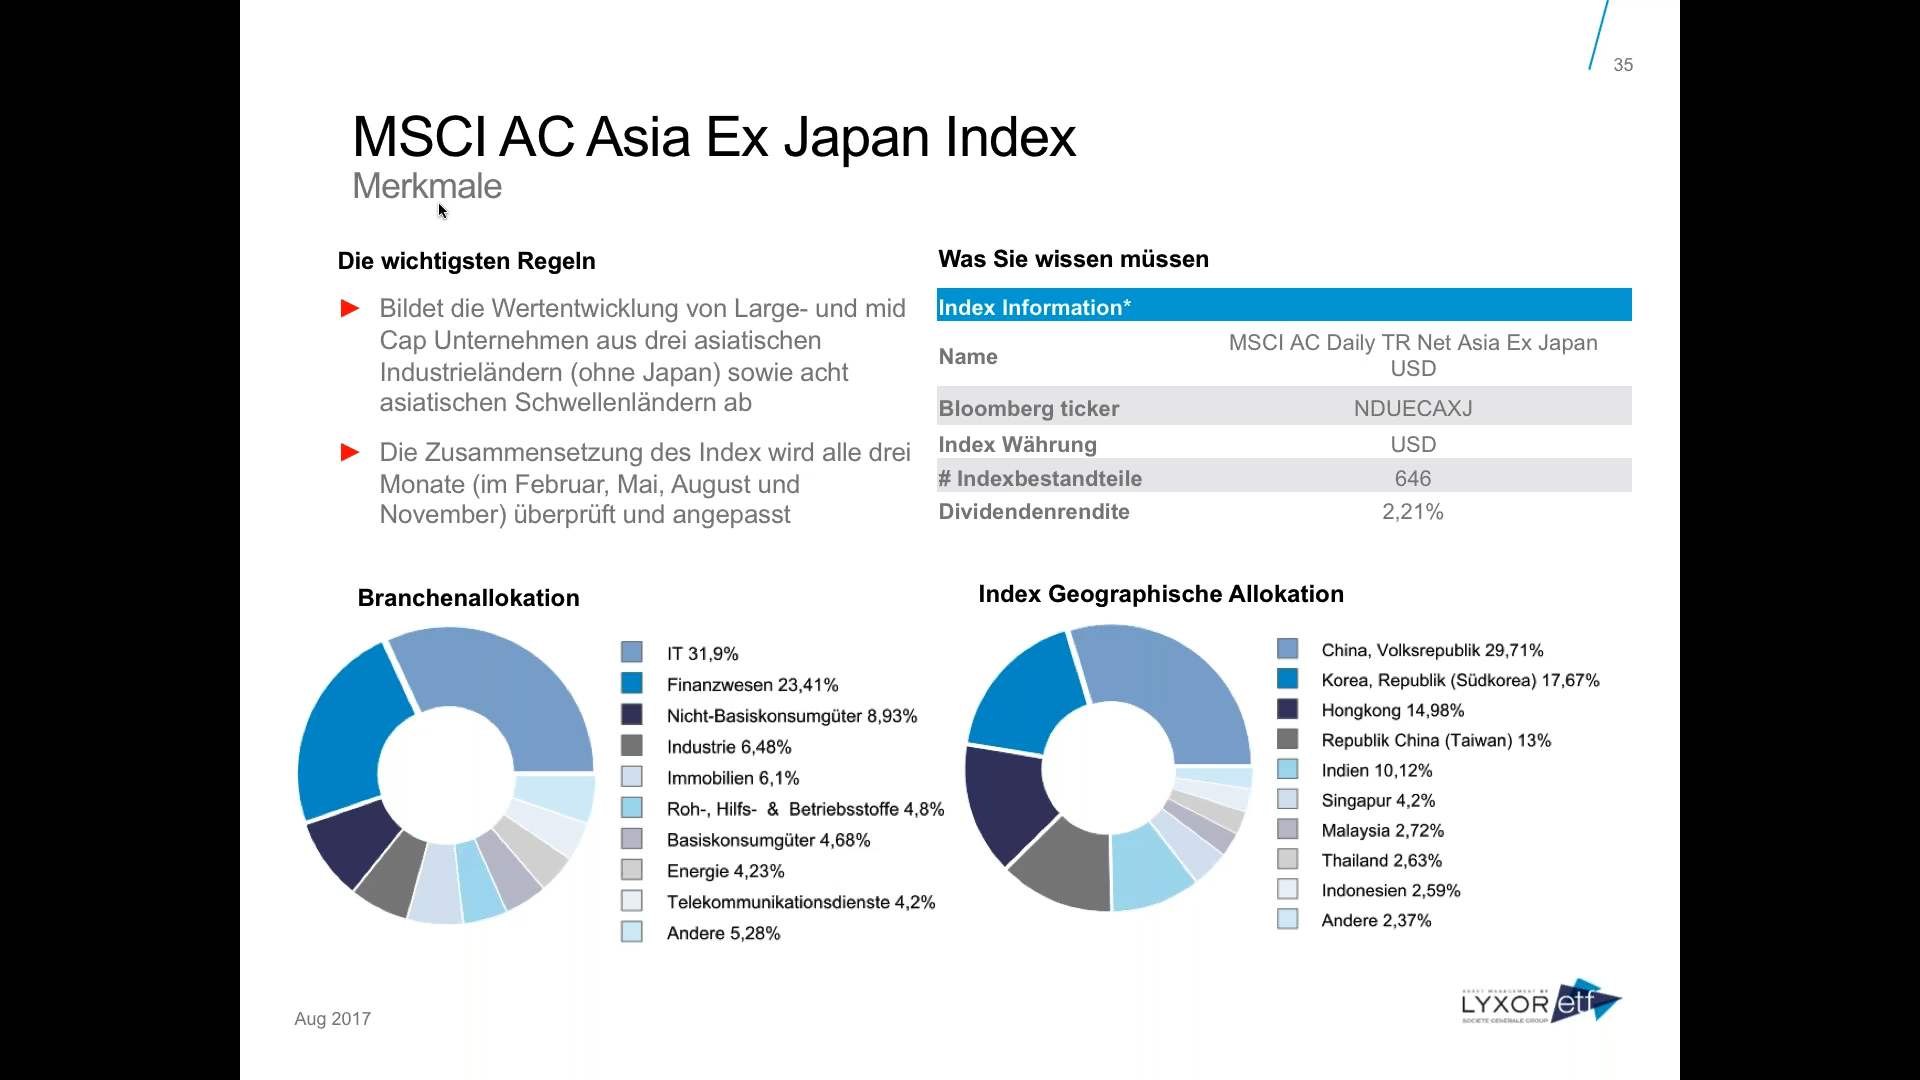 35
MSCI AC Asia Ex Japan Index
Merkmale
Die wichtigsten Regeln
Bildet die Wertentwicklung von Large- und mid
Cap Unternehmen aus drei asiatischen
Industrieländern (ohne Japan) sowie acht
asiatischen Schwellenländern ab
Die Zusammensetzung des Index wird alle drei
Monate (im Februar, Mai, August und
November) überprüft und angepasst
Was Sie wissen müssen
Index Information*
Name MSCI AC Daily TR Net Asia Ex Japan
USD
Bloomberg ticker NDUECAXJ
Index Währung USD
# Indexbestandteile 646
Dividendenrendite 2,21%
Branchenallokation
IT 31,9%
Finanzwesen 23,41%
Nicht-Basiskonsumgüter 8,93%
Industrie 6,48%
Immobilien 6,1%
Roh-, Hilfs- & Betriebsstoffe 4,8%
Basiskonsumgüter 4,68%
Energie 4,23%
Telekommunikationsdienste 4,2%
Andere 5,28%
Index Geographische Allokation
China, Volksrepublik 29,71%
Korea, Republik (Südkorea) 17,67%
Hongkong 14,98%
Republik China (Taiwan) 13%
Indien 10,12%
Singapur 4,2%
Malaysia 2,72%
Thailand 2,63%
Indonesien 2,59%
Andere 2,37%
Aug 2017
ASSET MANAGEMENT BY
LYXOR etf
SOCIETE GENERALE GROUP